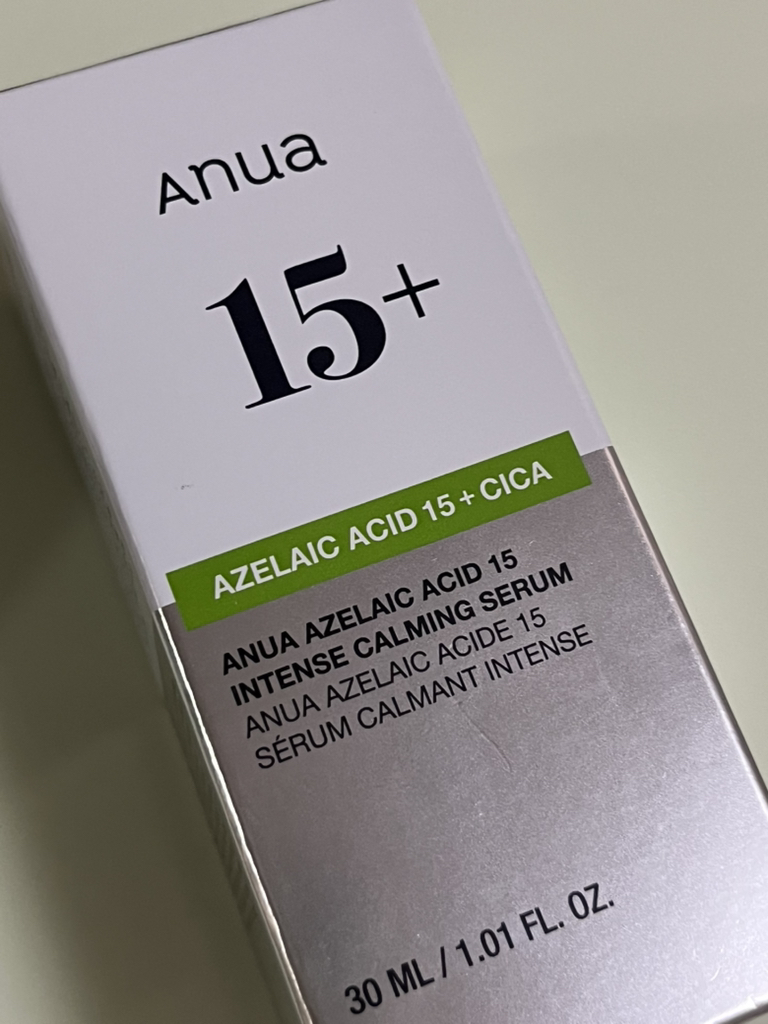 Anua
15+
AZELAIC ACID 15 + CICA
ANUA AZELAIC ACID 15
INTENSE CALMING SERUM
ANUA AZELAIC ACIDE 15
SÉRUM CALMANT INTENSE
30 ML / 1.01 FL. OZ.